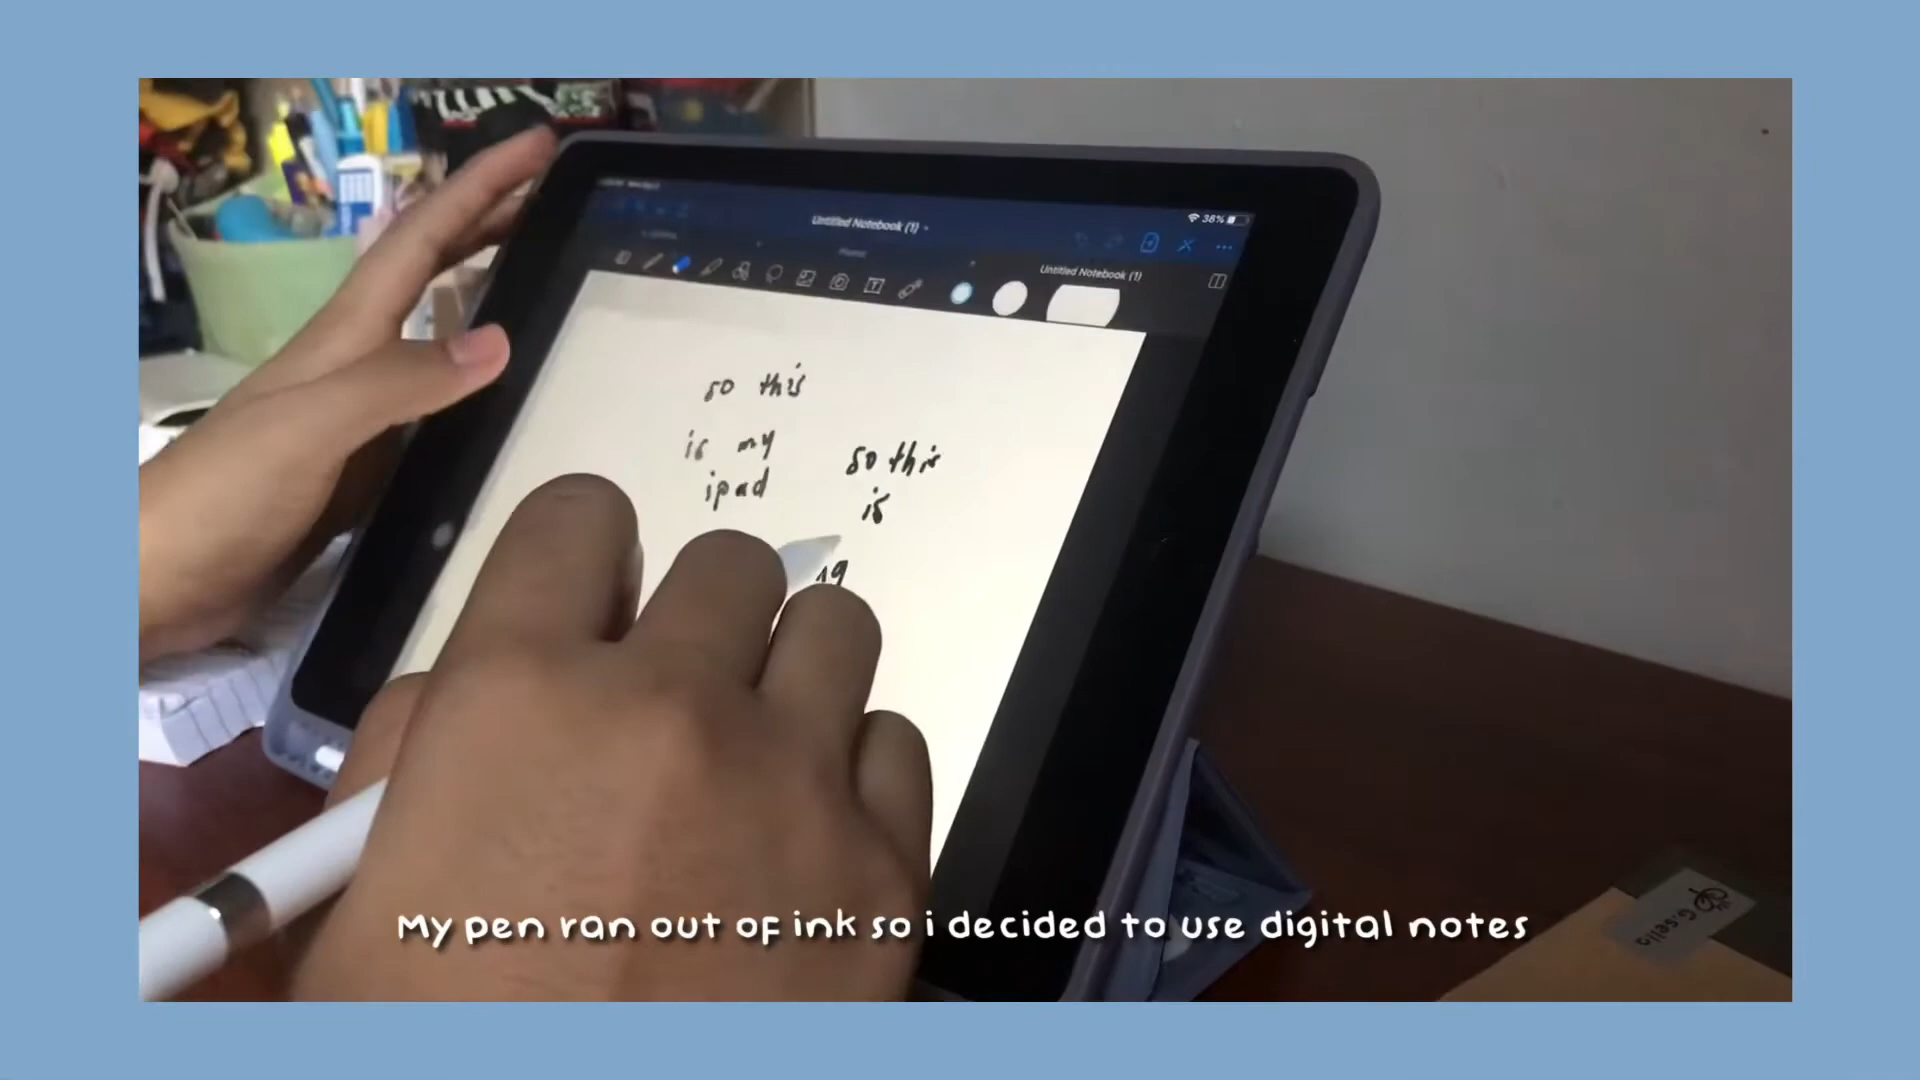 Untitled Notebook (1)
38%
Untitled Notebook (1)
so this
is my
ipad
so this
is
G.sella
My pen ran out of ink so i decided to use digital notes